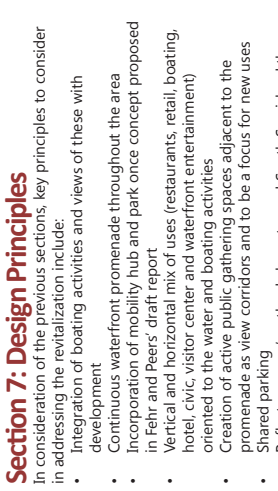 Section 7: Design Principles
In consideration of the previous sections, key principles to consider
in addressing the revitalization include:
• Integration of boating activities and views of these with
development
• Continuous waterfront promenade throughout the area
• Incorporation of mobility hub and park once concept proposed
in Fehr and Peers' draft report
• Vertical and horizontal mix of uses (restaurants, retail, boating,
hotel, civic, visitor center and waterfront entertainment)
oriented to the water and boating activities
• Creation of active public gathering spaces adjacent to the
promenade as view corridors and to be a focus for new uses
• Shared parking